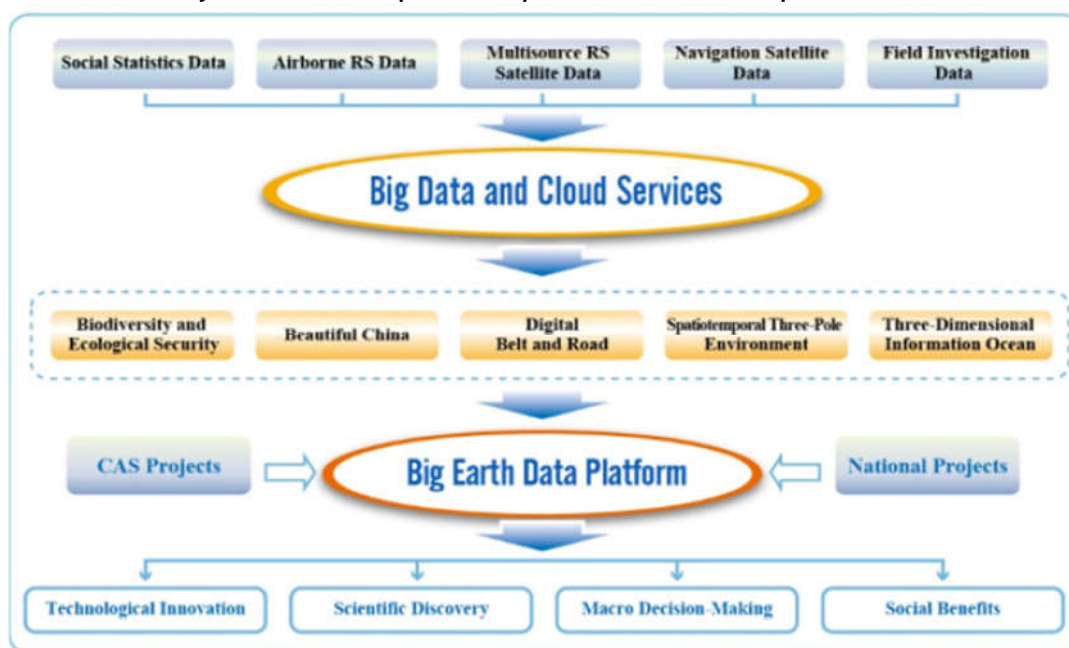 Social Statistics Data
Airborne RS Data
Multisource RS
Satellite Data
Navigation Satellite
Data
Field Investigation
Data
Big Data and Cloud Services
Biodiversity and
Ecological Security
Beautiful China
Digital
Belt and Road
Spatiotemporal Three-Pole
Environment
Three-Dimensional
Information Ocean
CAS Projects
Big Earth Data Platform
National Projects
Technological Innovation
Scientific Discovery
Macro Decision-Making
Social Benefits